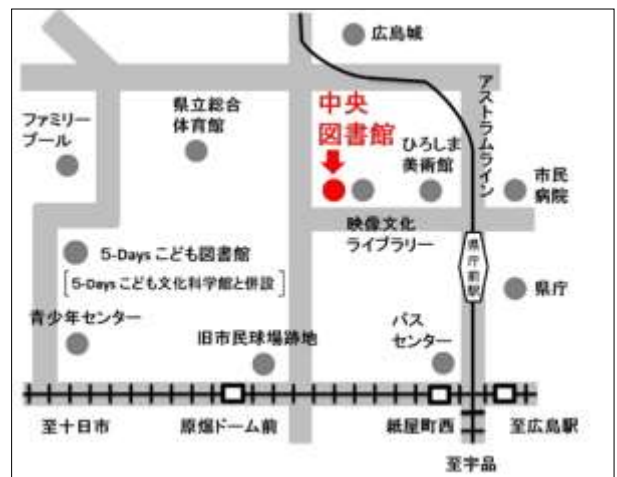 広島城
アストラムライン
県立総合
体育館
中央
図書館
ファミリー
プール
ひろしま
美術館
市民
病院
映像文化
ライブラリー
5-Days こども図書館
[5-Days こども文化科学館と併設]
県庁前駅
県庁
青少年センター
旧市民球場跡地
バス
センター
至十日市
原爆ドーム前
紙屋町西
至広島駅
至宇品